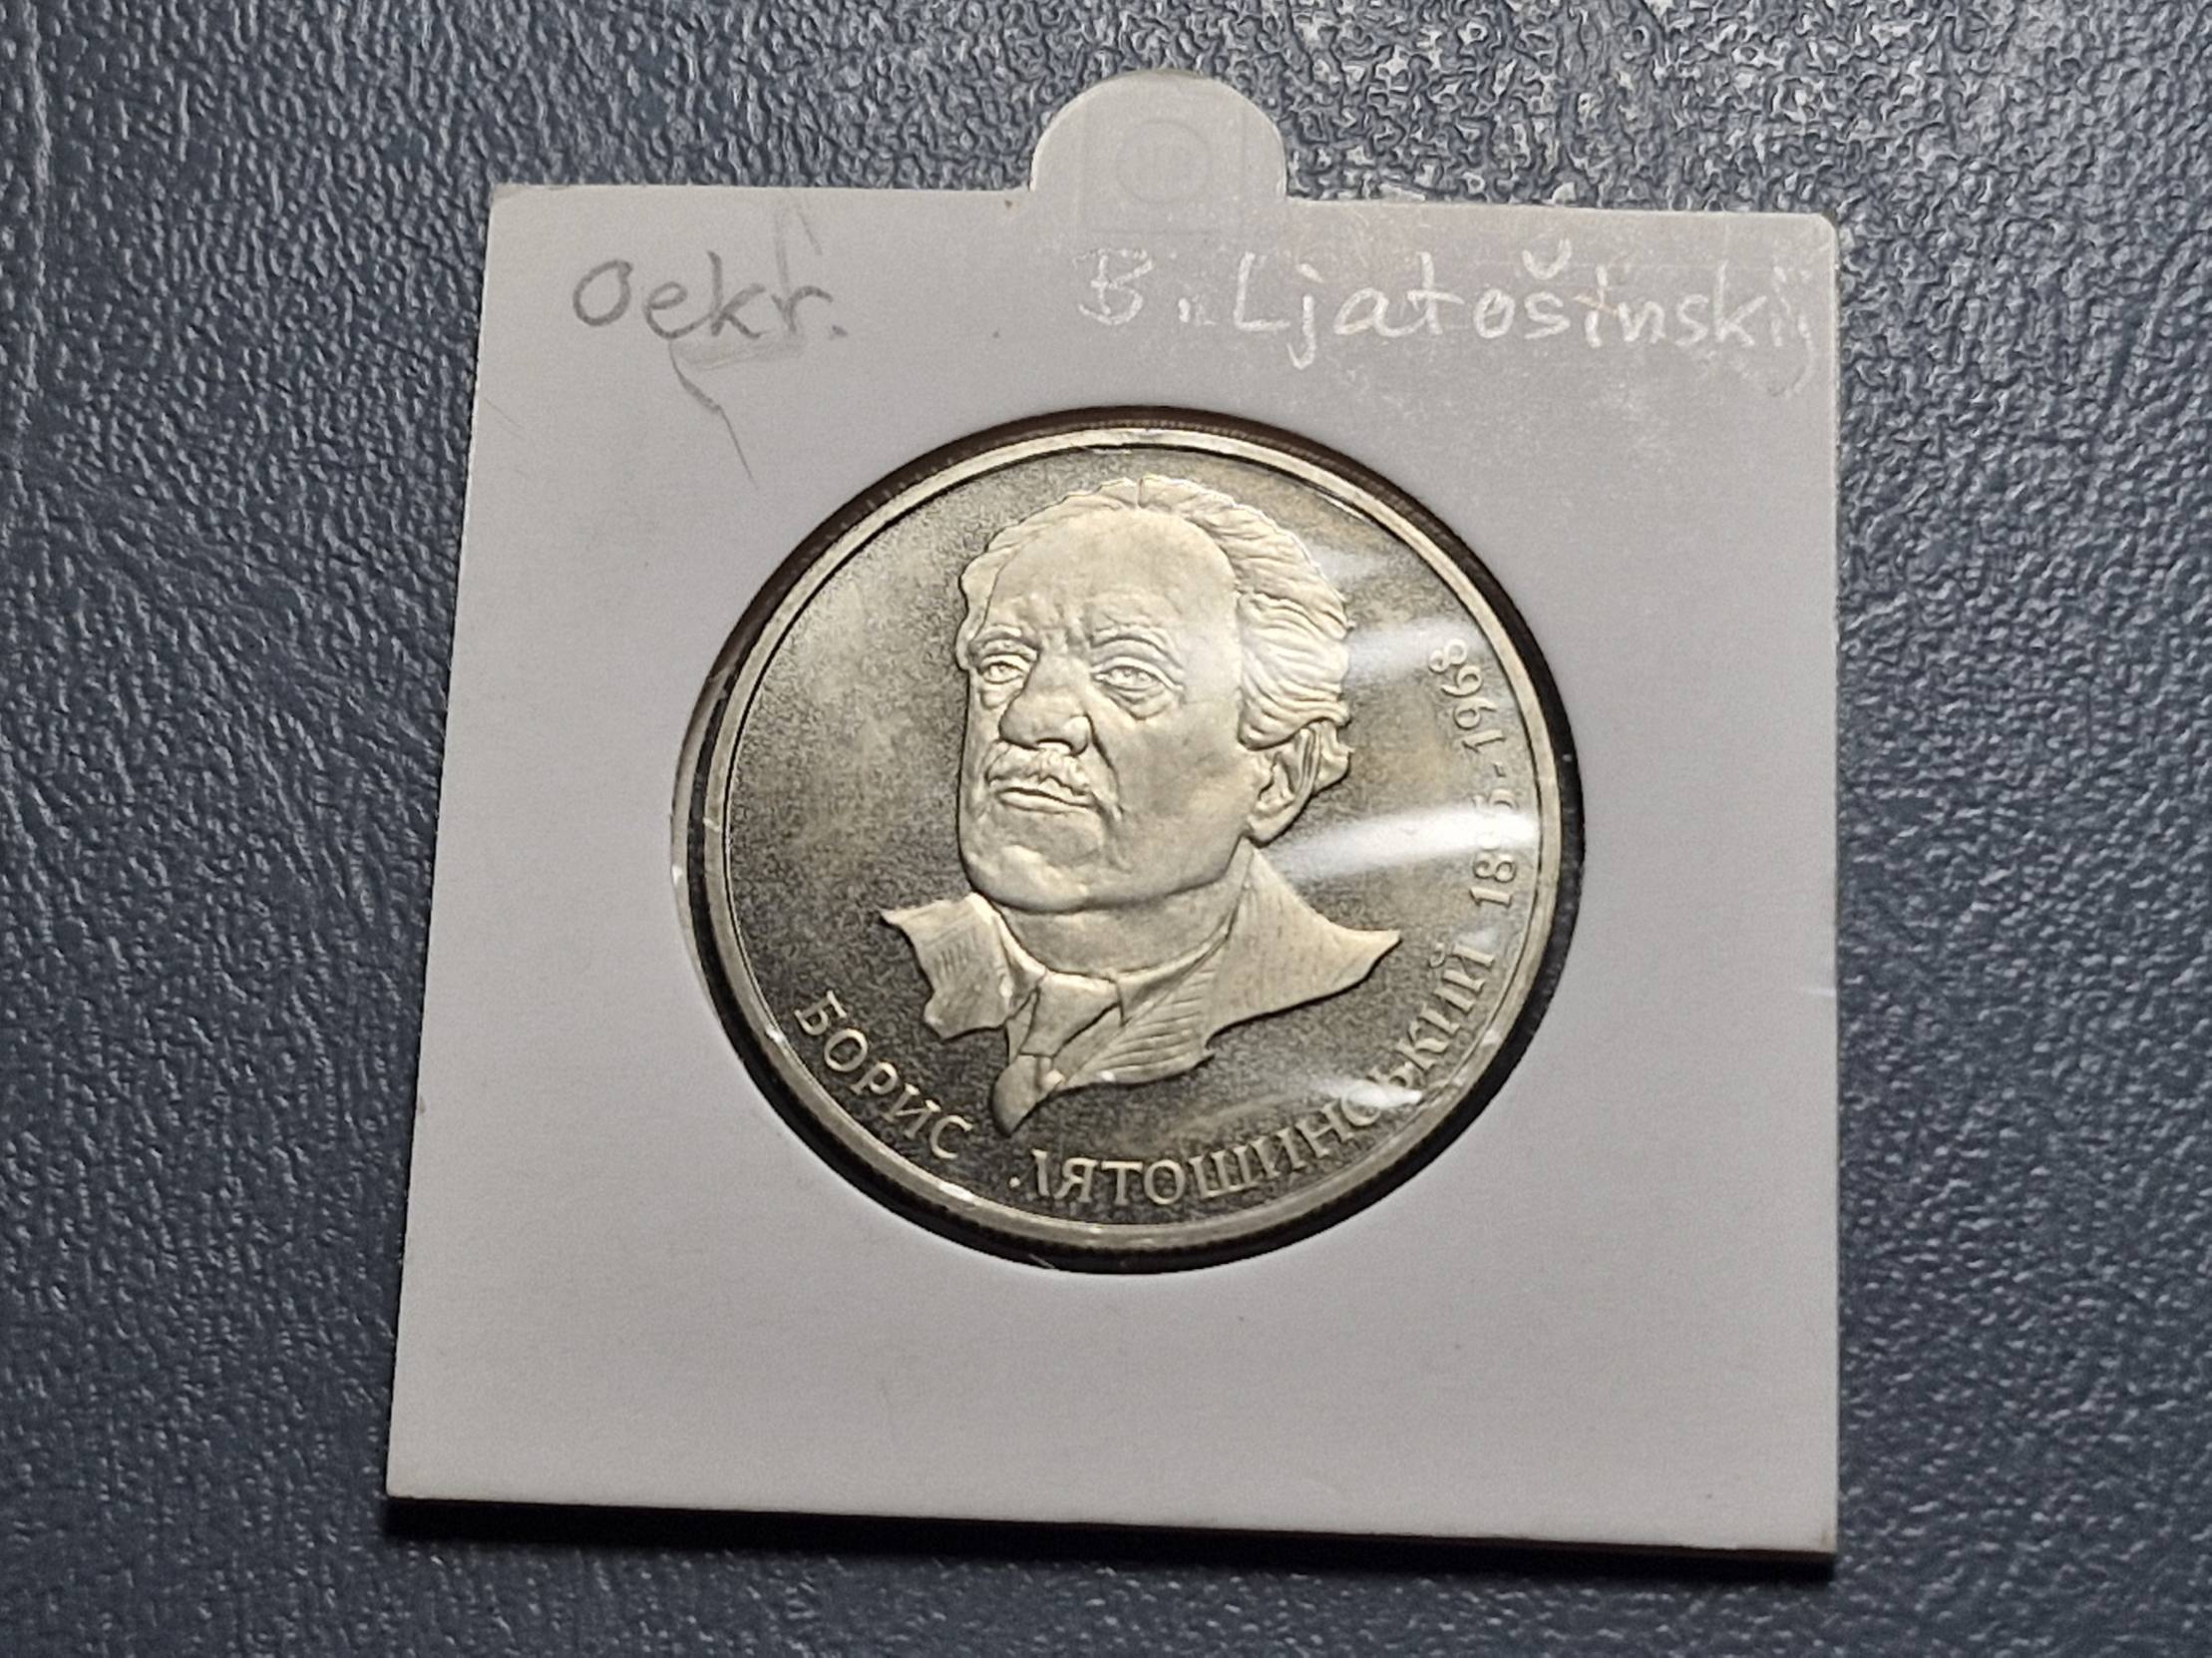 Oekr. B. Ljatošinskij
БОРИС ЛЯТОШИНСЬКИЙ 1895-1968